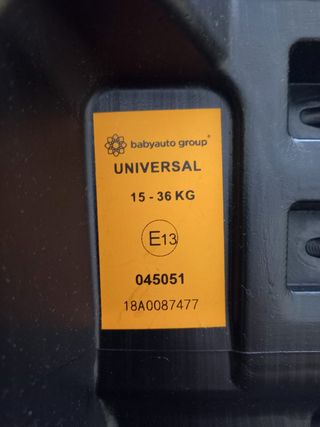 babyauto group®
UNIVERSAL
15 - 36 KG
E13
045051
18A0087477